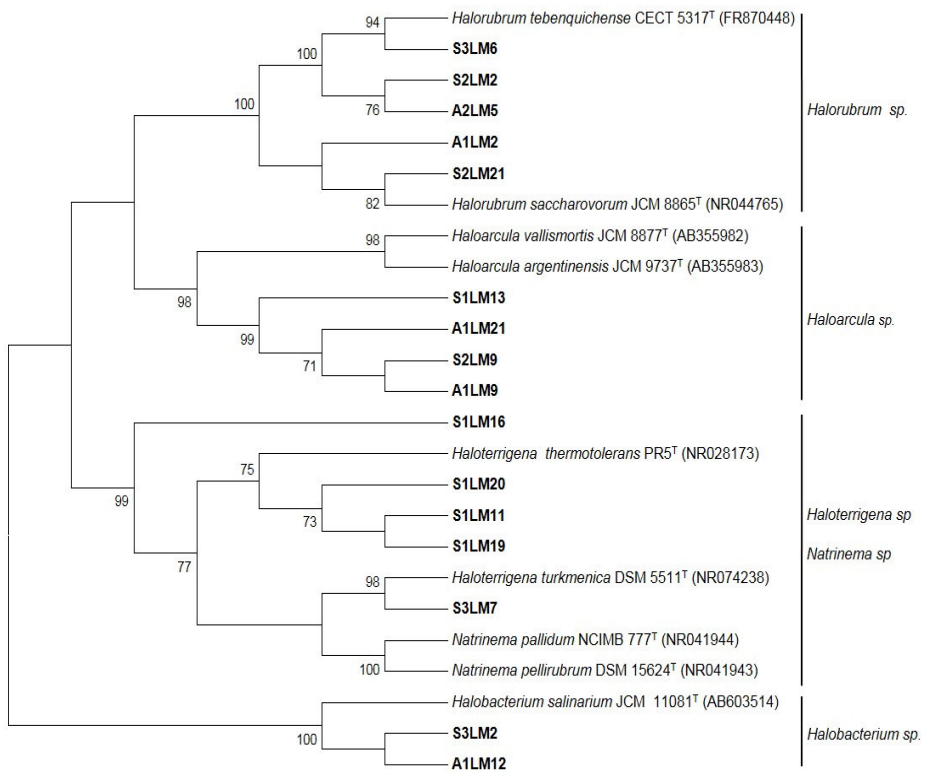 94
Halorubrum tebenquichense CECT 5317ᵀ (FR870448)
S3LM6
100
S2LM2
100
76
A2LM5
Halorubrum sp.
A1LM2
S2LM21
82
Halorubrum saccharovorum JCM 8865ᵀ (NR044765)
98
Haloarcula vallismortis JCM 8877ᵀ (AB355982)
Haloarcula argentinensis JCM 9737ᵀ (AB355983)
98
S1LM13
Haloarcula sp.
99
A1LM21
71
S2LM9
A1LM9
S1LM16
99
75
Haloterrigena thermotolerans PR5ᵀ (NR028173)
S1LM20
73
S1LM11
Haloterrigena sp
S1LM19
Natrinema sp
77
98
Haloterrigena turkmenica DSM 5511ᵀ (NR074238)
S3LM7
Natrinema pallidum NCIMB 777ᵀ (NR041944)
100
Natrinema pellirubrum DSM 15624ᵀ (NR041943)
Halobacterium salinarium JCM 11081ᵀ (AB603514)
100
S3LM2
Halobacterium sp.
A1LM12